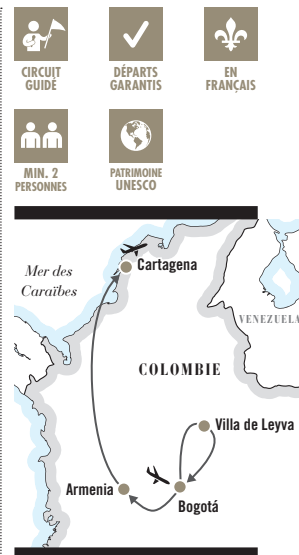 CIRCUIT
GUIDÉ
DÉPARTS
GARANTIS
EN
FRANÇAIS
MIN. 2
PERSONNES
PATRIMOINE
UNESCO
Mer des
Caraïbes
Cartagena
VENEZUELA
COLOMBIE
Villa de Leyva
Armenia
Bogotá